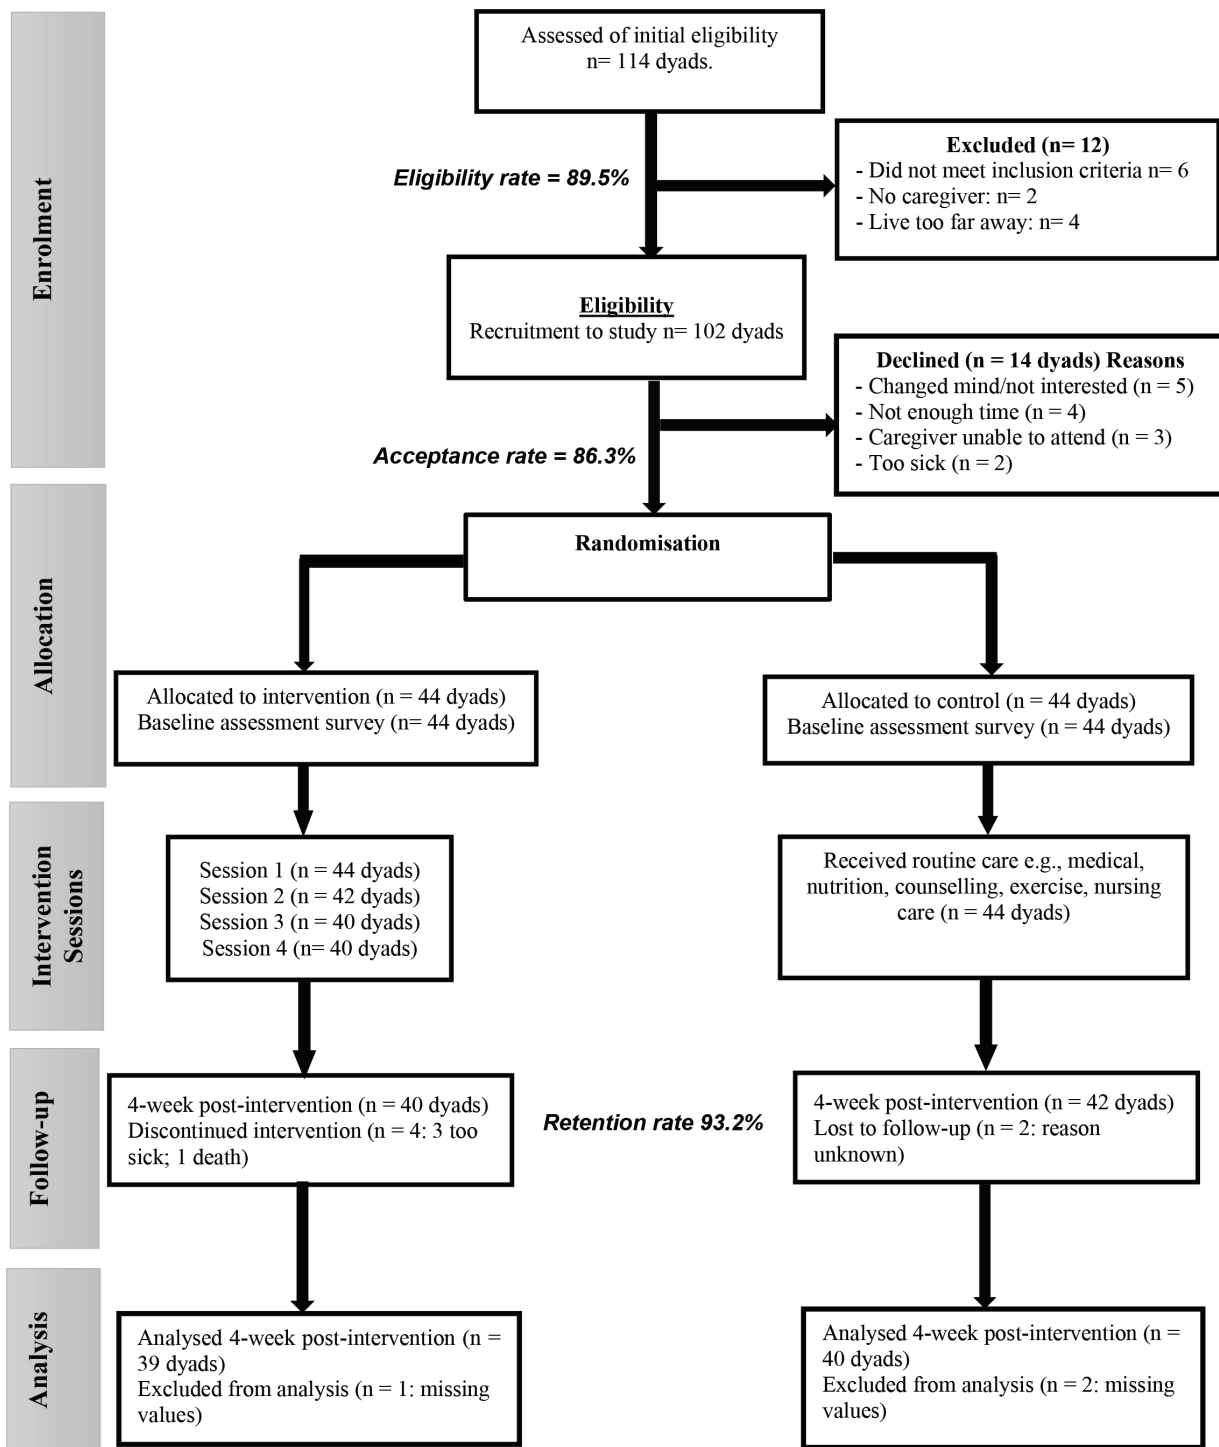 Enrolment
Assessed of initial eligibility
n= 114 dyads.
Eligibility rate = 89.5%
Excluded (n= 12)
- Did not meet inclusion criteria n= 6
- No caregiver: n= 2
- Live too far away: n= 4
Eligibility
Recruitment to study n= 102 dyads
Declined (n = 14 dyads) Reasons
- Changed mind/not interested (n = 5)
- Not enough time (n = 4)
- Caregiver unable to attend (n = 3)
- Too sick (n = 2)
Acceptance rate = 86.3%
Allocation
Randomisation
Allocated to intervention (n = 44 dyads)
Baseline assessment survey (n= 44 dyads)
Allocated to control (n = 44 dyads)
Baseline assessment survey (n = 44 dyads)
Intervention
Sessions
Session 1 (n = 44 dyads)
Session 2 (n = 42 dyads)
Session 3 (n = 40 dyads)
Session 4 (n= 40 dyads)
Received routine care e.g., medical,
nutrition, counselling, exercise, nursing
care (n = 44 dyads)
Follow-up
4-week post-intervention (n = 40 dyads)
Discontinued intervention (n = 4: 3 too
sick; 1 death)
Retention rate 93.2%
4-week post-intervention (n = 42 dyads)
Lost to follow-up (n = 2: reason
unknown)
Analysis
Analysed 4-week post-intervention (n =
39 dyads)
Excluded from analysis (n = 1: missing
values)
Analysed 4-week post-intervention (n =
40 dyads)
Excluded from analysis (n = 2: missing
values)